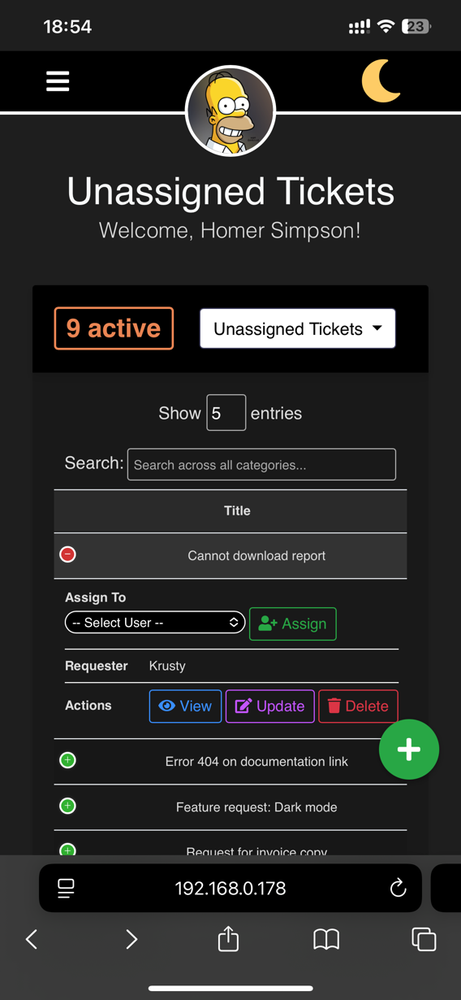 18:54
23
Unassigned Tickets
Welcome, Homer Simpson!
9 active
Unassigned Tickets
Show 5 entries
Search: Search across all categories...
Title
Cannot download report
Assign To
-- Select User --
Assign
Requester Krusty
Actions View Update Delete
Error 404 on documentation link
Feature request: Dark mode
Request for invoice copy
192.168.0.178